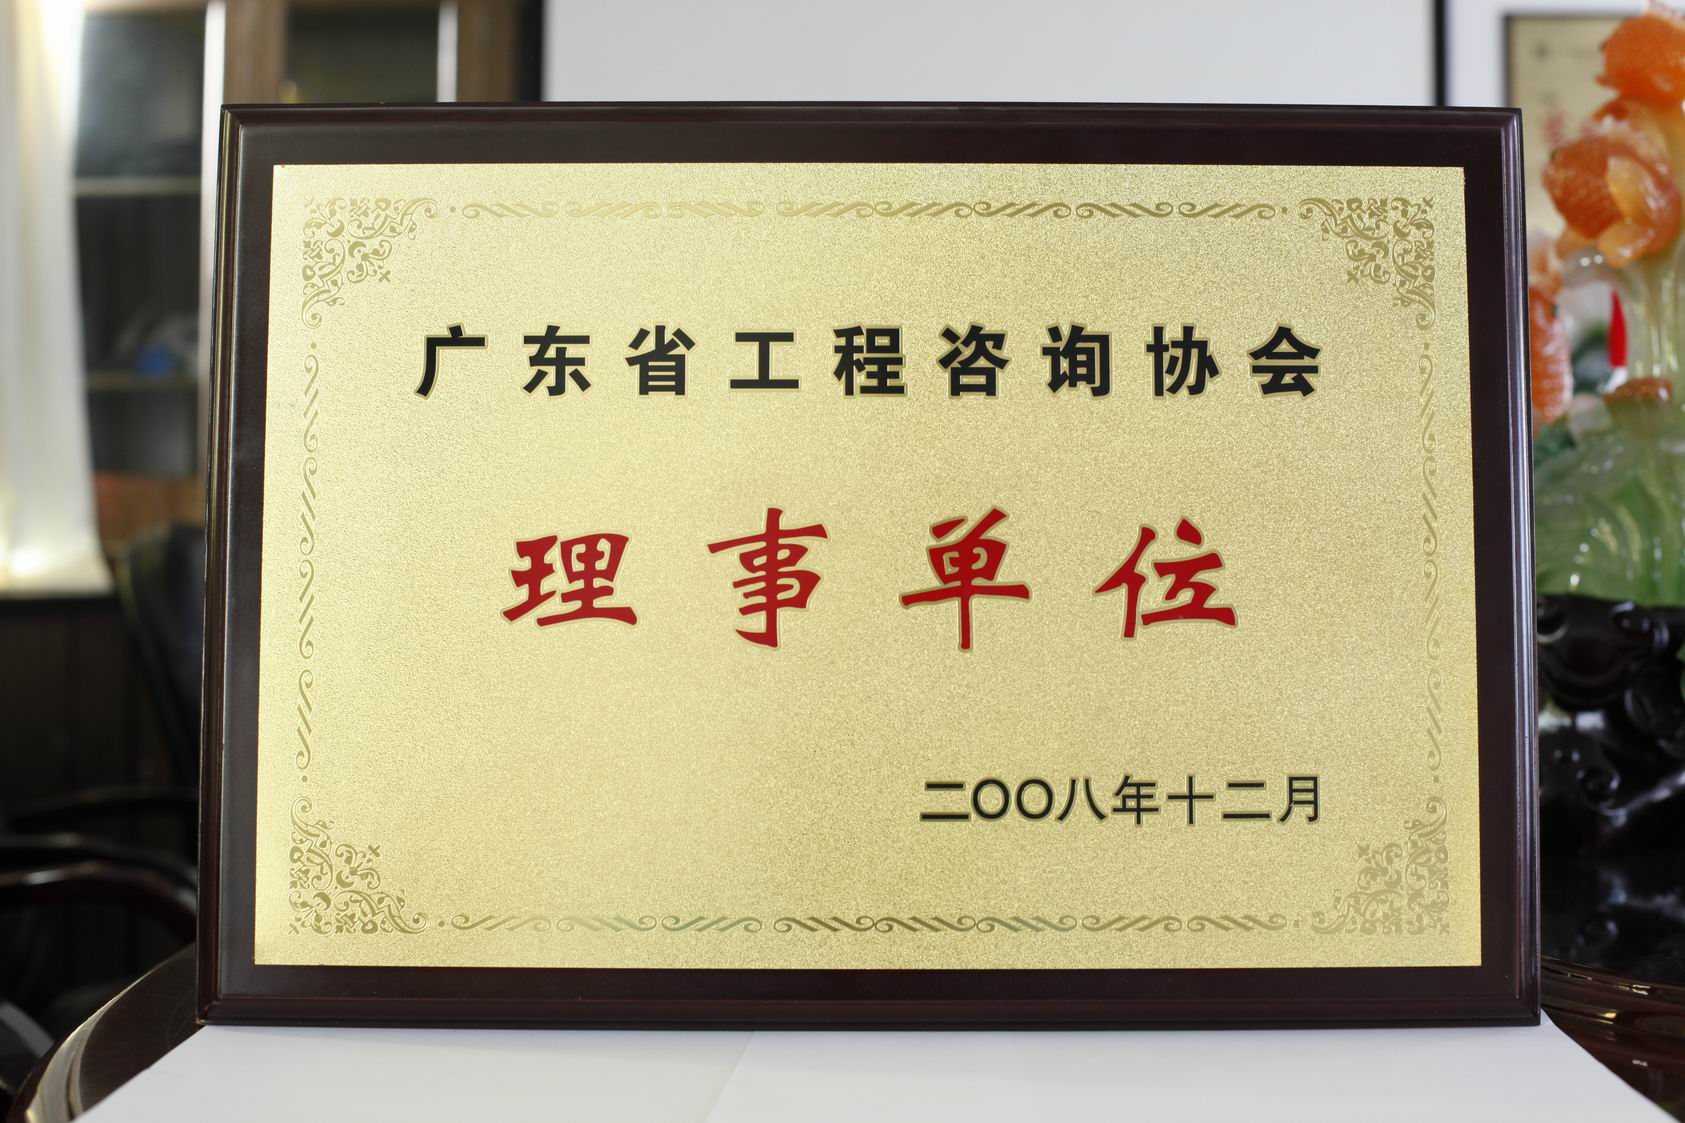 广东省工程咨询协会
理事单位
二〇〇八年十二月